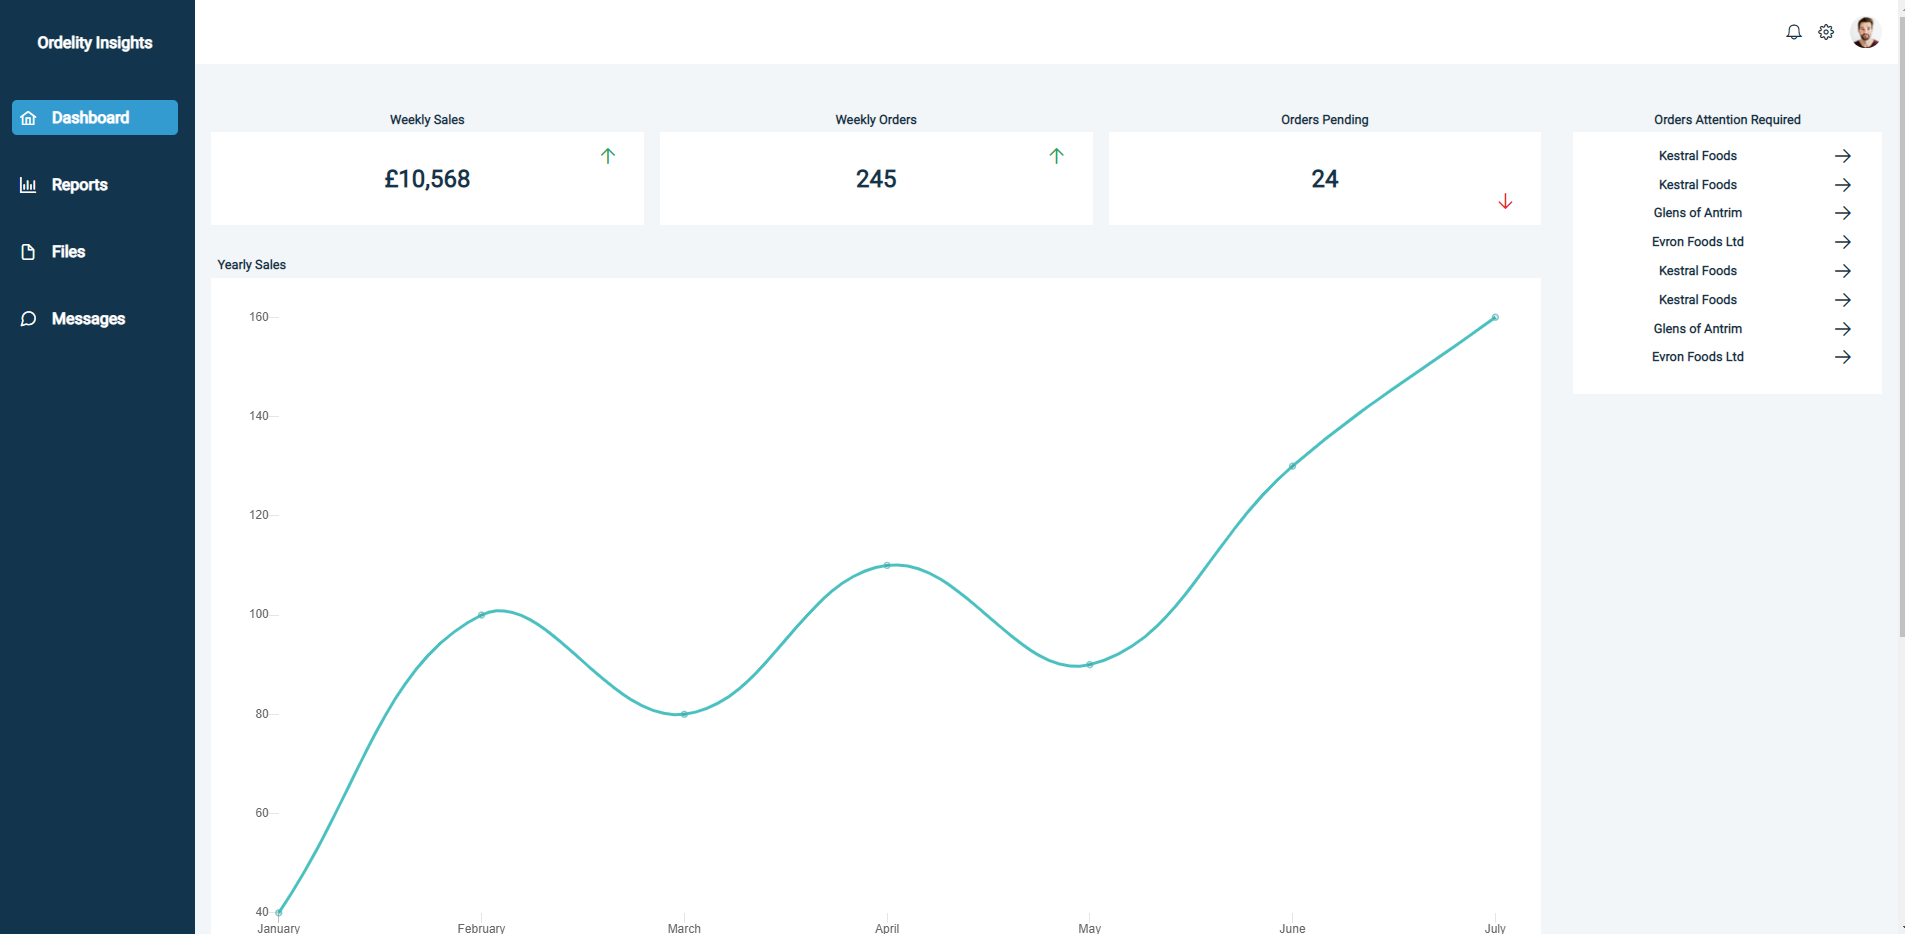 Ordelity Insights
Dashboard
Reports
Files
Messages
Weekly Sales
£10,568
Weekly Orders
245
Orders Pending
24
Orders Attention Required
Kestral Foods
Kestral Foods
Glens of Antrim
Evron Foods Ltd
Kestral Foods
Kestral Foods
Glens of Antrim
Evron Foods Ltd
Yearly Sales
160
140
120
100
80
60
40
January February March April May June July